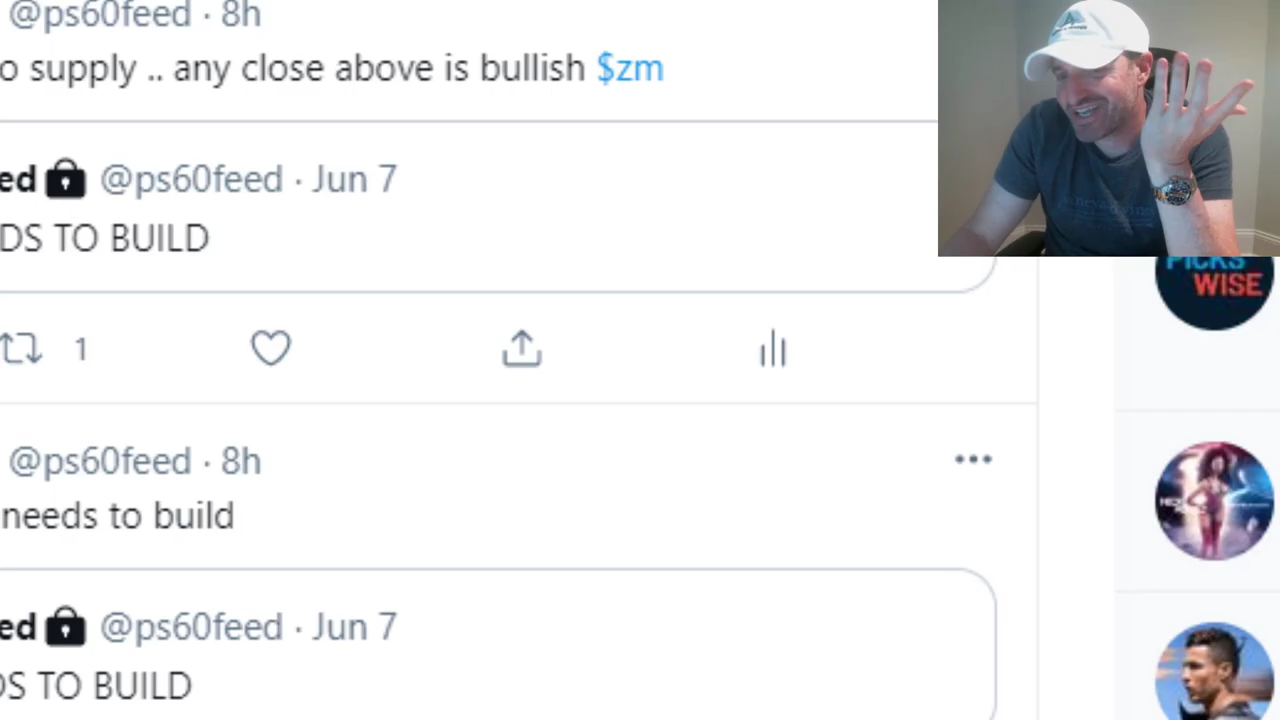 @ps60feed · 8h
o supply .. any close above is bullish $zm
ed @ps60feed · Jun 7
DS TO BUILD
1
PICKS
WISE
@ps60feed · 8h
needs to build
ed @ps60feed · Jun 7
DS TO BUILD